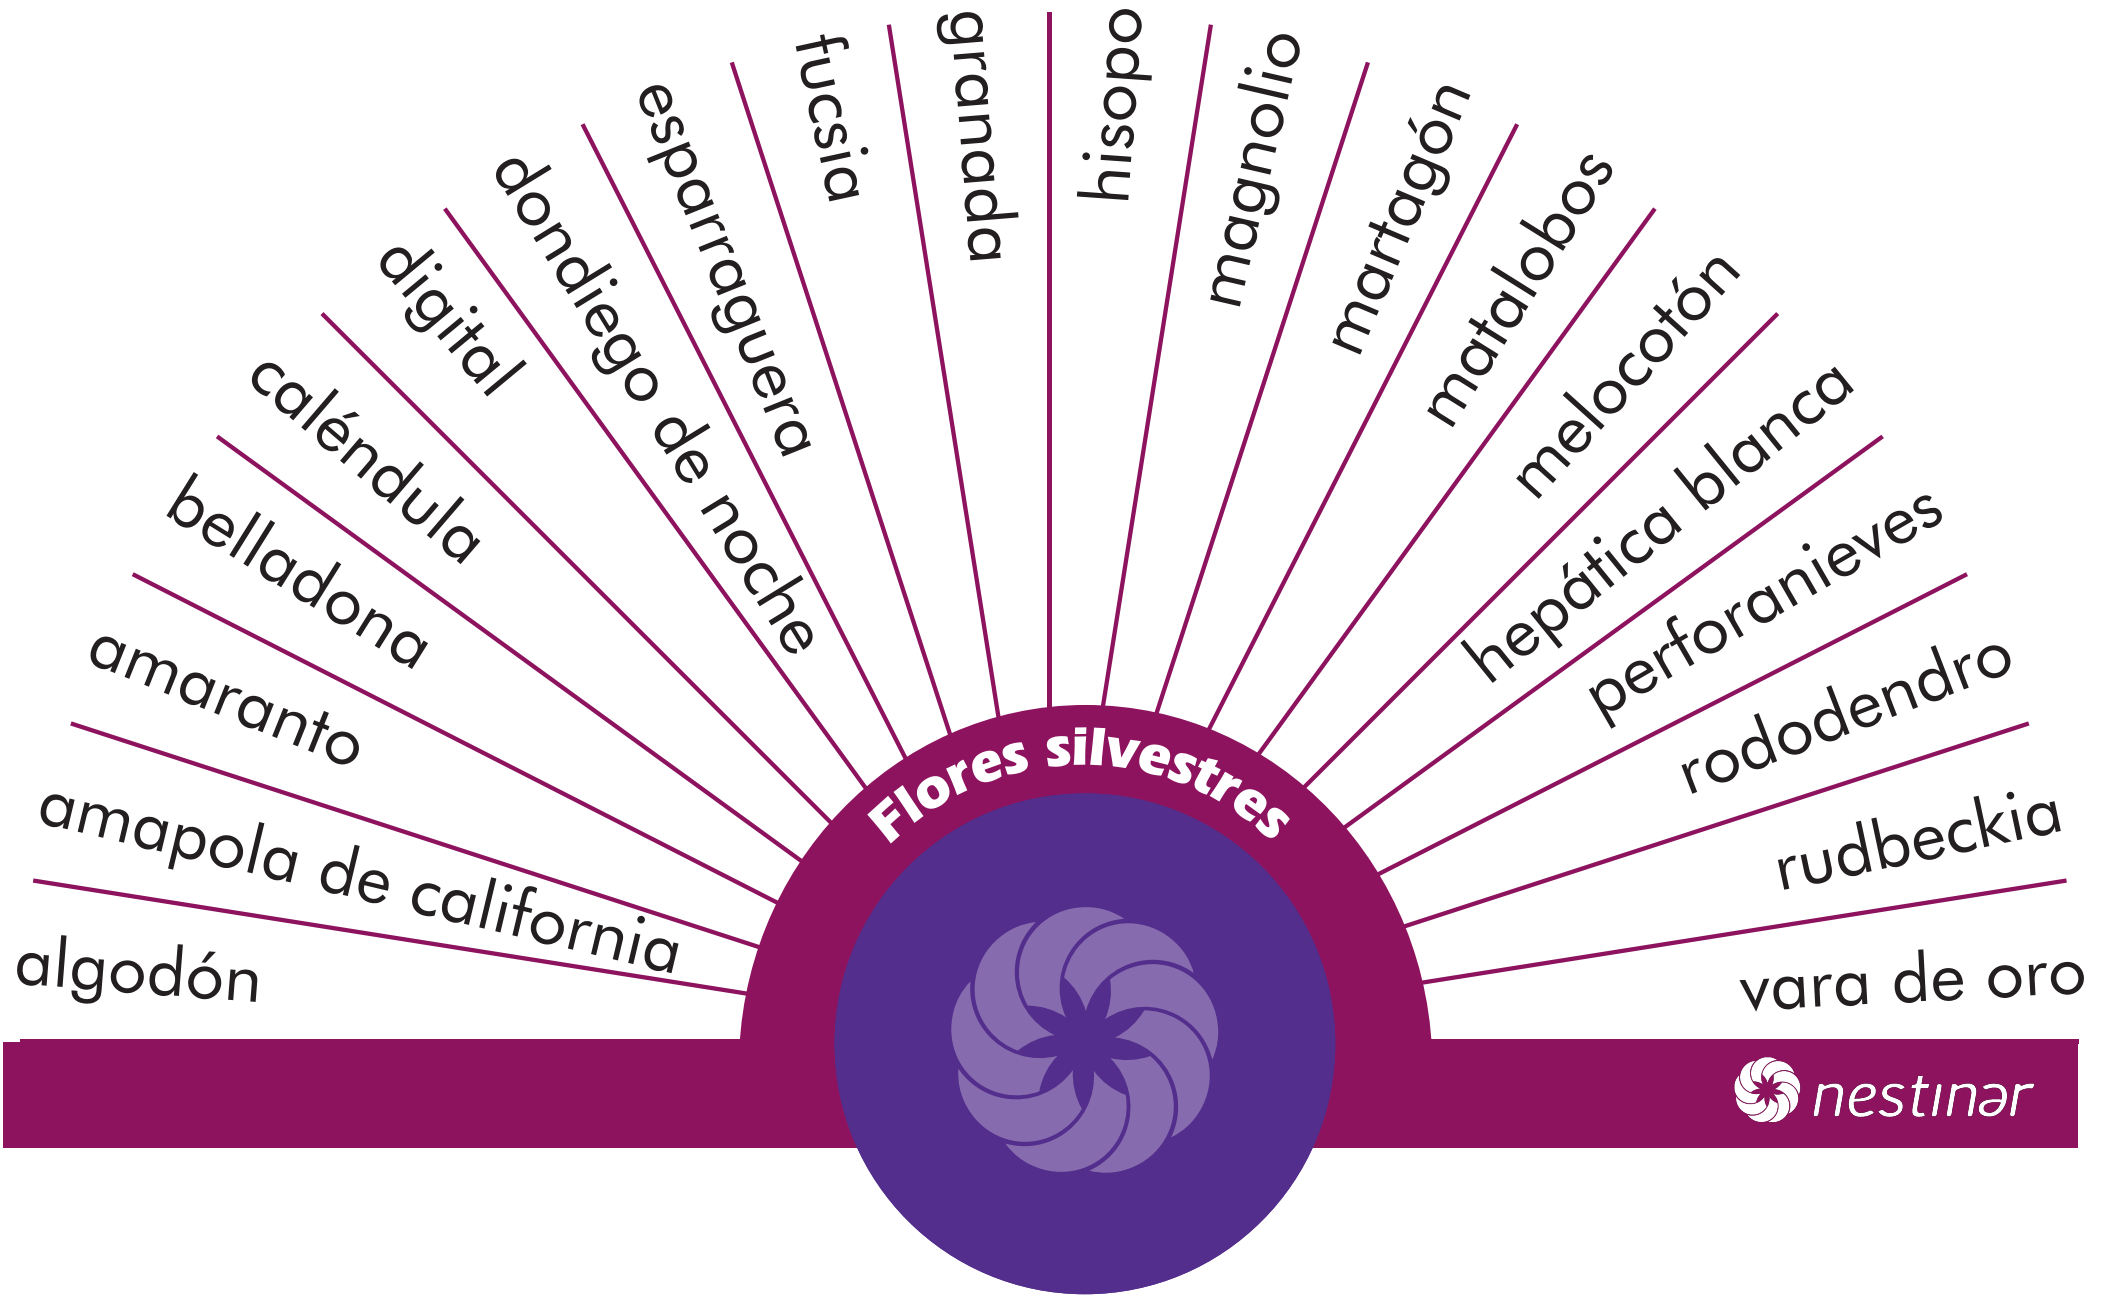 algodón
amapola de california
amaranto
belladona
caléndula
digital
dondiego de noche
esparraguera
fucsia
granada
hisopo
magnolio
martagón
matalobos
melocotón
hepática blanca
perforanieves
rododendro
rudbeckia
vara de oro
Flores silvestres
nestinar